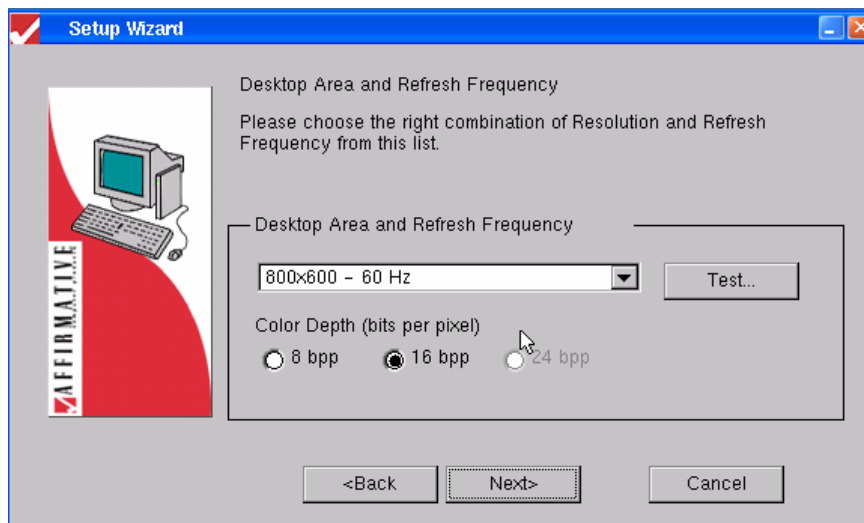 Setup Wizard
Desktop Area and Refresh Frequency
Please choose the right combination of Resolution and Refresh
Frequency from this list.
AFFIRMATIVE
Desktop Area and Refresh Frequency
800x600 - 60 Hz
Test...
Color Depth (bits per pixel)
8 bpp 16 bpp 24 bpp
<Back Next> Cancel